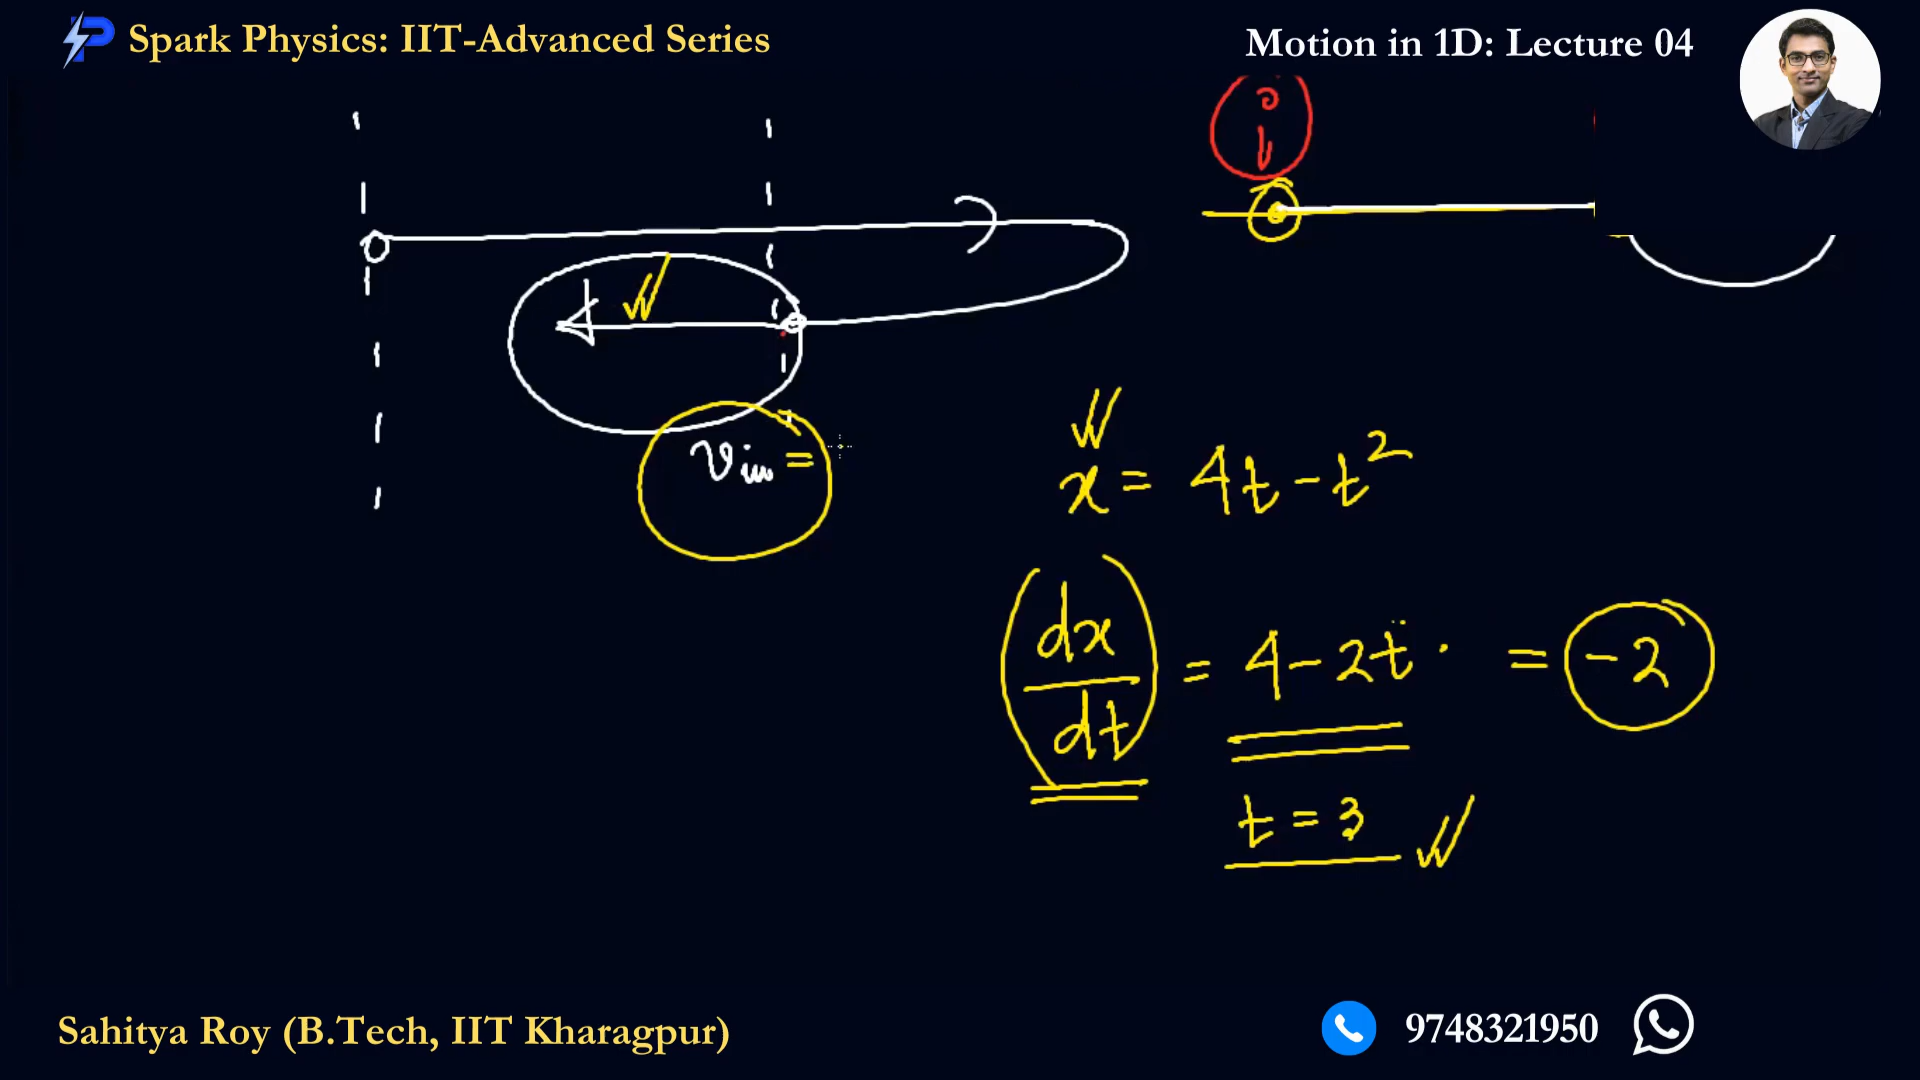 Spark Physics: IIT-Advanced Series
Motion in 1D: Lecture 04
x = 4t - t²
dx/dt = 4 - 2t · = -2
t = 3
Sahitya Roy (B.Tech, IIT Kharagpur)
9748321950